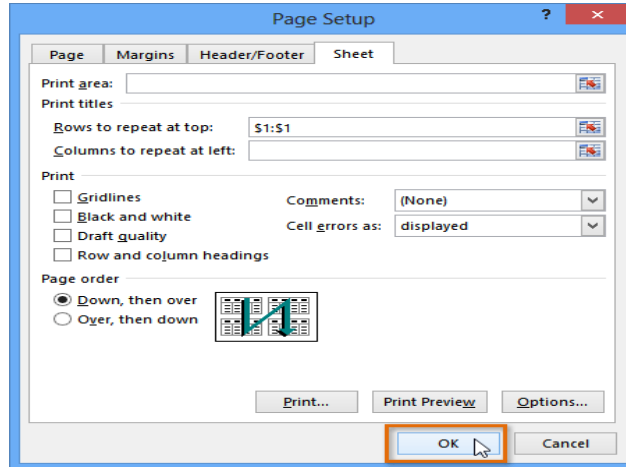 Page Setup ?
Page Margins Header/Footer Sheet
Print area:
Print titles
Rows to repeat at top: $1:$1
Columns to repeat at left:
Print
Gridlines Comments: (None)
Black and white Cell errors as: displayed
Draft quality
Row and column headings
Page order
Down, then over
Over, then down
Print... Print Preview Options...
OK Cancel